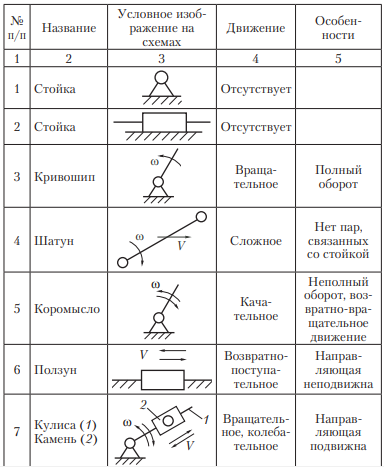 №
п/п
Название
Условное изоб-
ражение на
схемах
Движение
Особен-
ности
1 2 3 4 5
1 Стойка Отсутствует
2 Стойка Отсутствует
3 Кривошип ω Враща-
тельное
Полный
оборот
4 Шатун ω V Сложное
Нет пар,
связанных
со стойкой
5 Коромысло ω Кача-
тельное
Неполный
оборот, воз-
вратно-вра-
щательное
движение
6 Ползун V Возвратно-
поступа-
тельное
Направ-
ляющая
неподвижна
7 Кулиса (1)
Камень (2)
ω 2 1 V
Вращатель-
ное, колеба-
тельное
Направ-
ляющая
подвижна